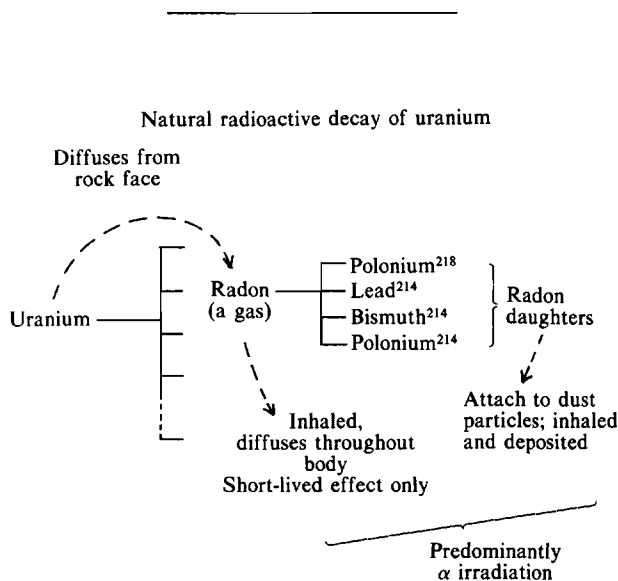 Natural radioactive decay of uranium
Diffuses from
rock face
Uranium
Radon
(a gas)
Polonium²¹⁸
Lead²¹⁴
Bismuth²¹⁴
Polonium²¹⁴
Radon
daughters
Inhaled,
diffuses throughout
body
Short-lived effect only
Attach to dust
particles; inhaled
and deposited
Predominantly
α irradiation